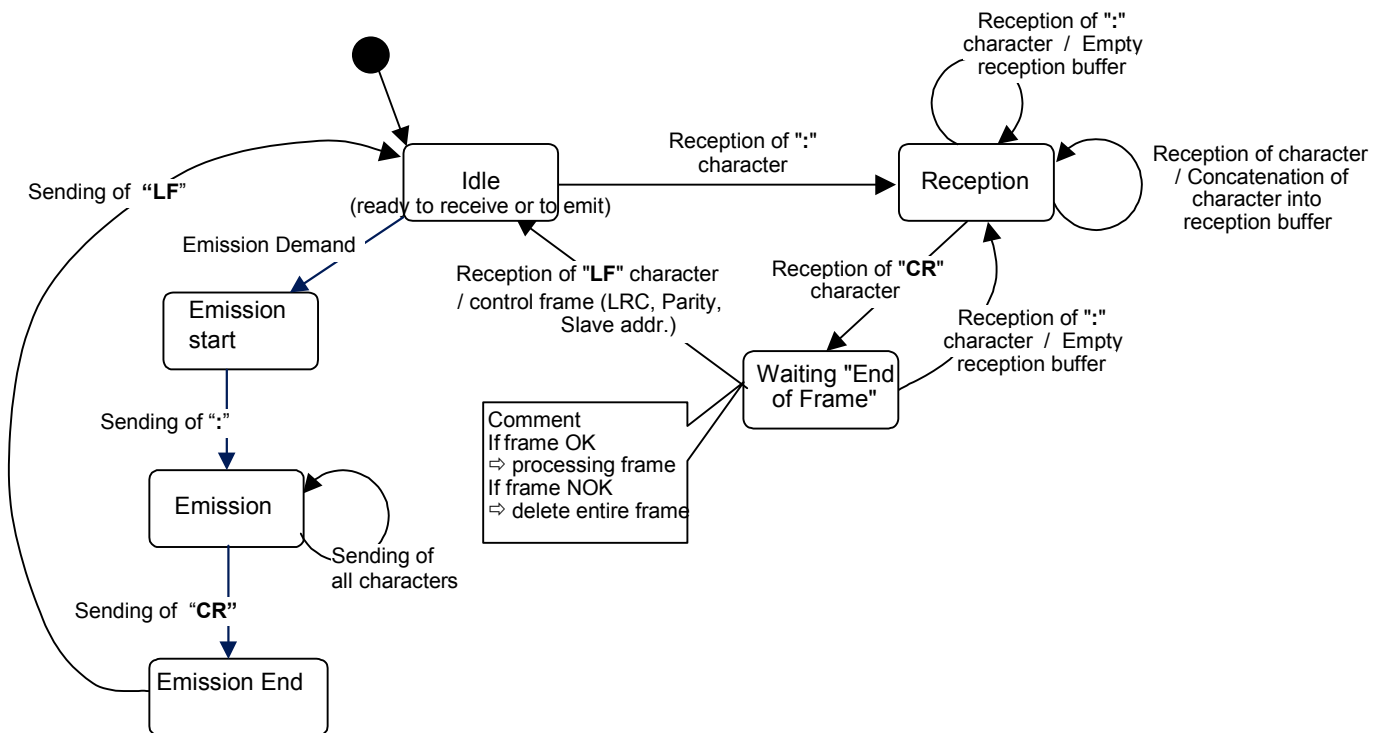 Reception of ":"
character / Empty
reception buffer
Reception of ":"
character
Reception of character
/ Concatenation of
character into
reception buffer
Sending of “LF”
Idle
(ready to receive or to emit)
Reception
Emission Demand
Reception of "LF" character
/ control frame (LRC, Parity,
Slave addr.)
Reception of "CR"
character
Reception of ":"
character / Empty
reception buffer
Emission
start
Waiting "End
of Frame"
Sending of “:”
Comment
If frame OK
⇨ processing frame
If frame NOK
⇨ delete entire frame
Emission
Sending of
all characters
Sending of “CR”
Emission End